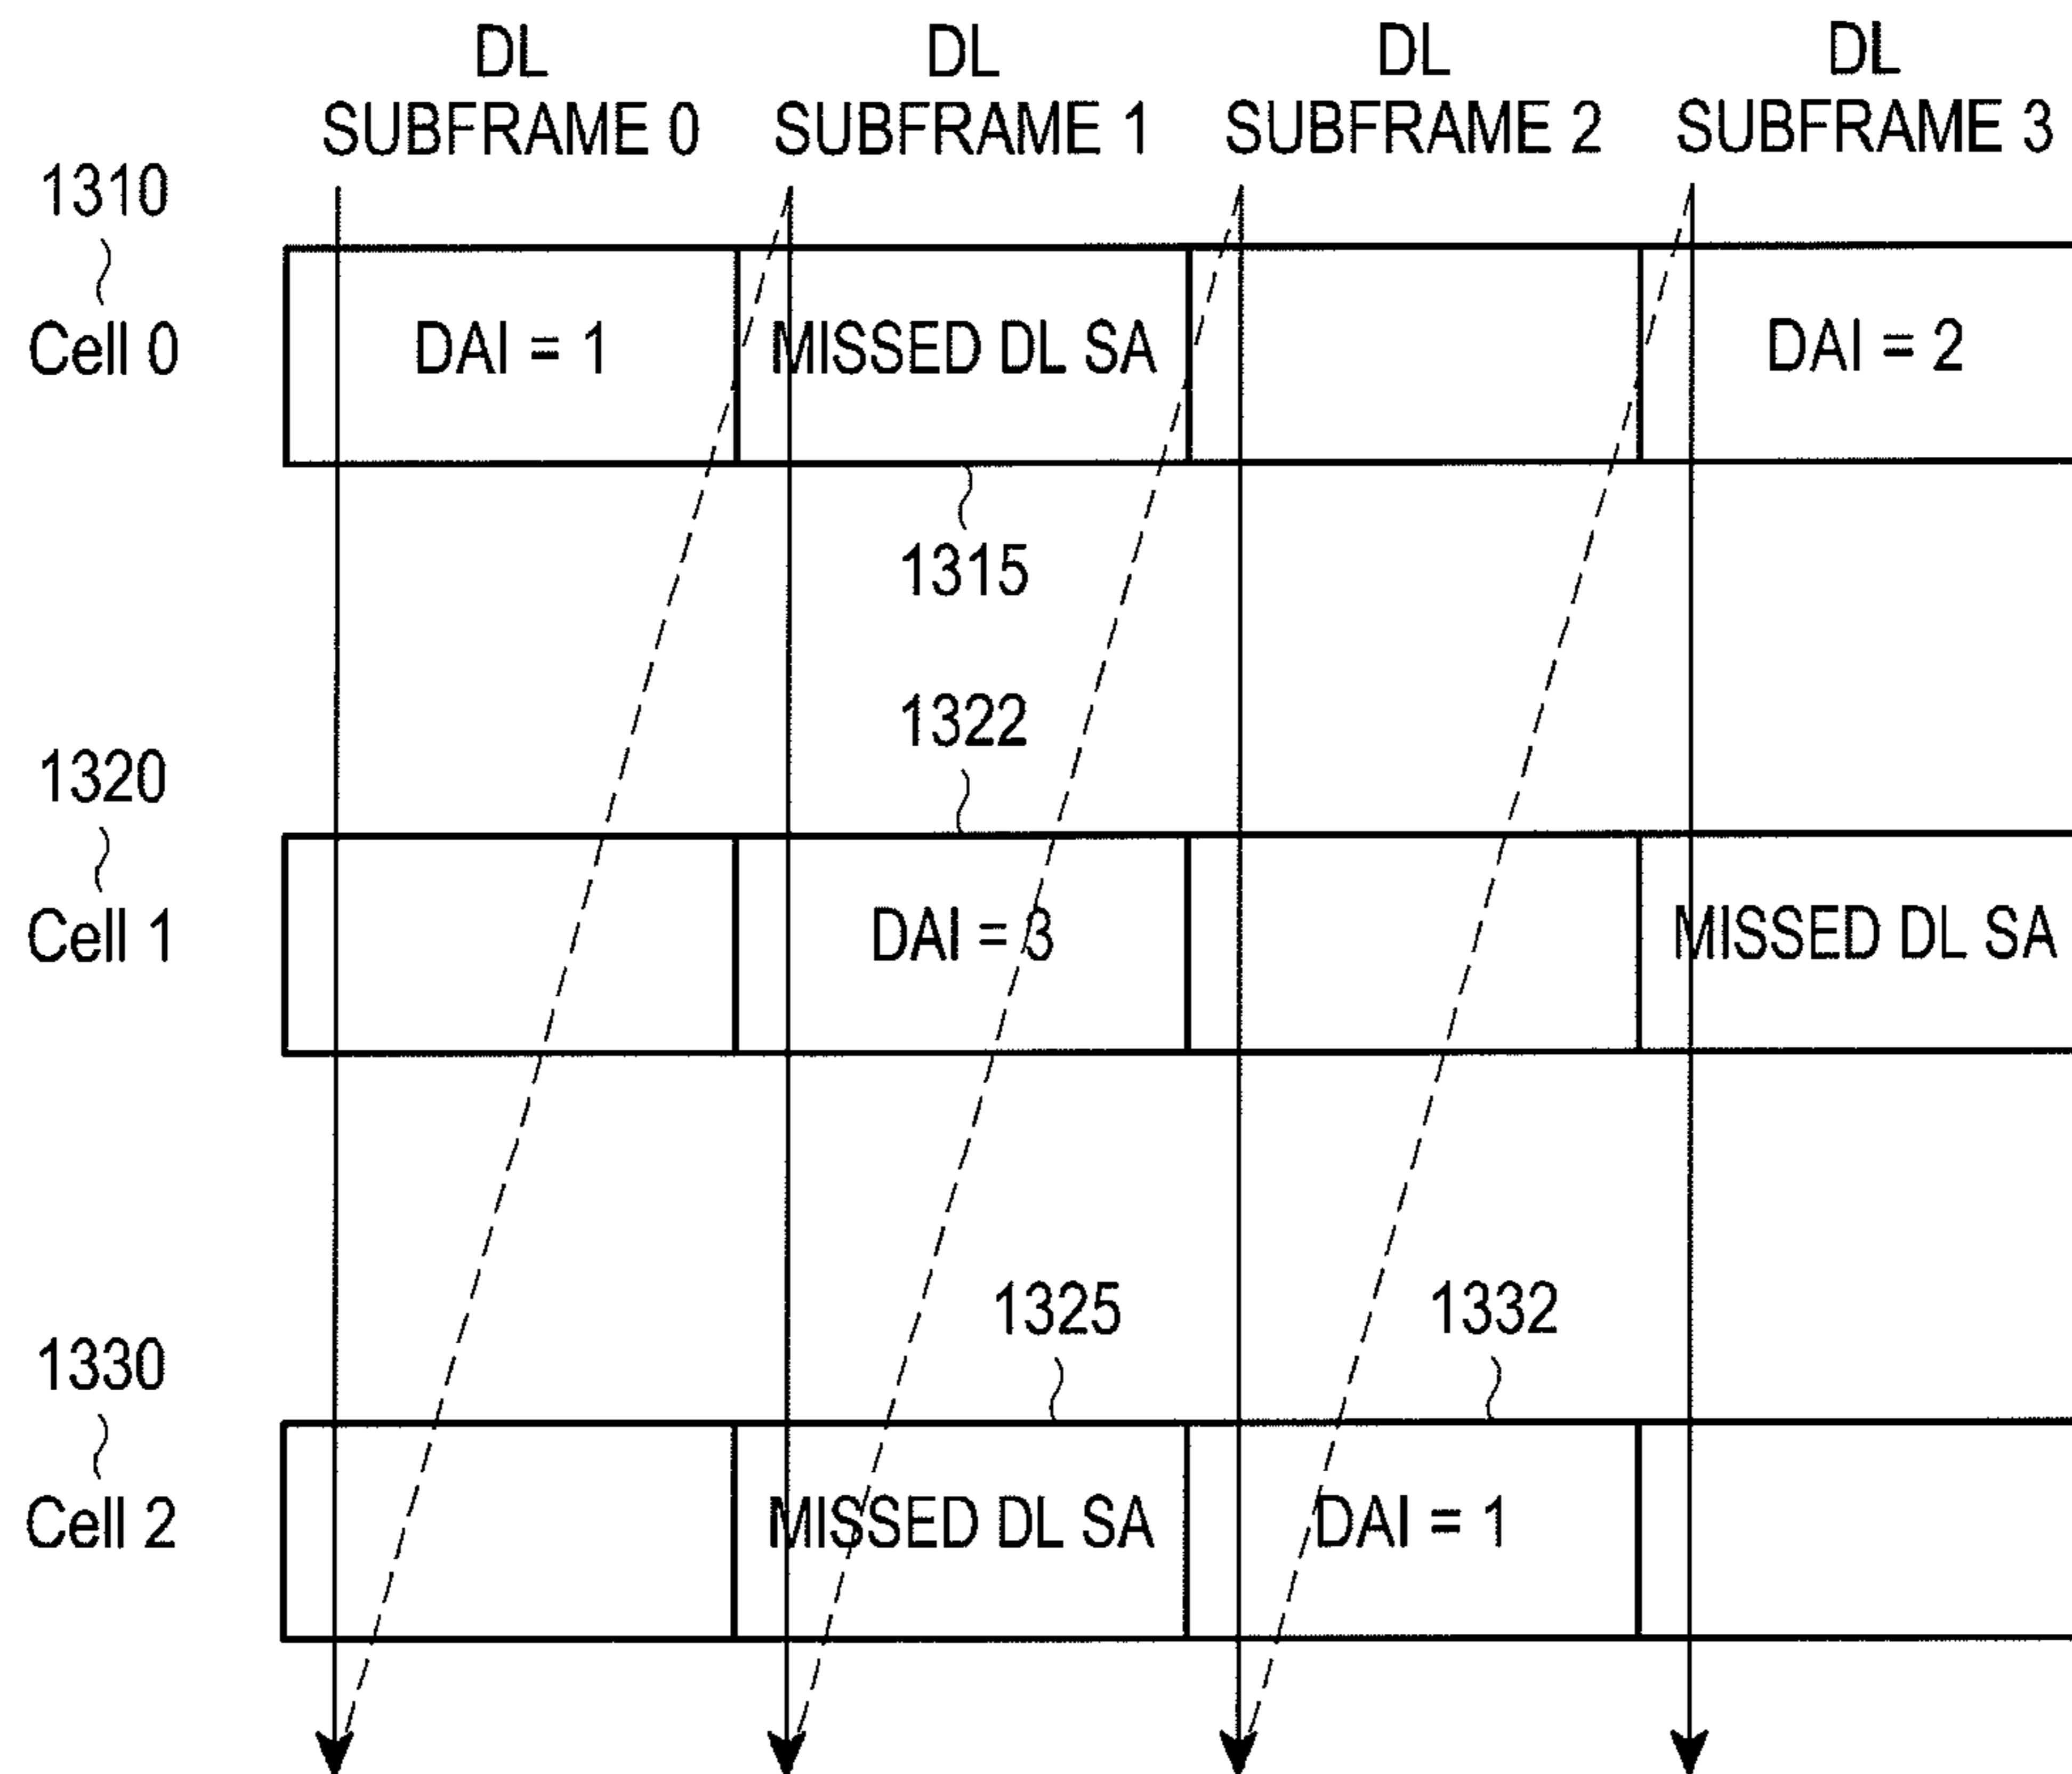 DL
SUBFRAME 0
DL
SUBFRAME 1
DL
SUBFRAME 2
DL
SUBFRAME 3
1310
Cell 0
DAI = 1
MISSED DL SA
DAI = 2
1315
1322
1320
Cell 1
DAI = 3
MISSED DL SA
1325
1332
1330
Cell 2
MISSED DL SA
DAI = 1